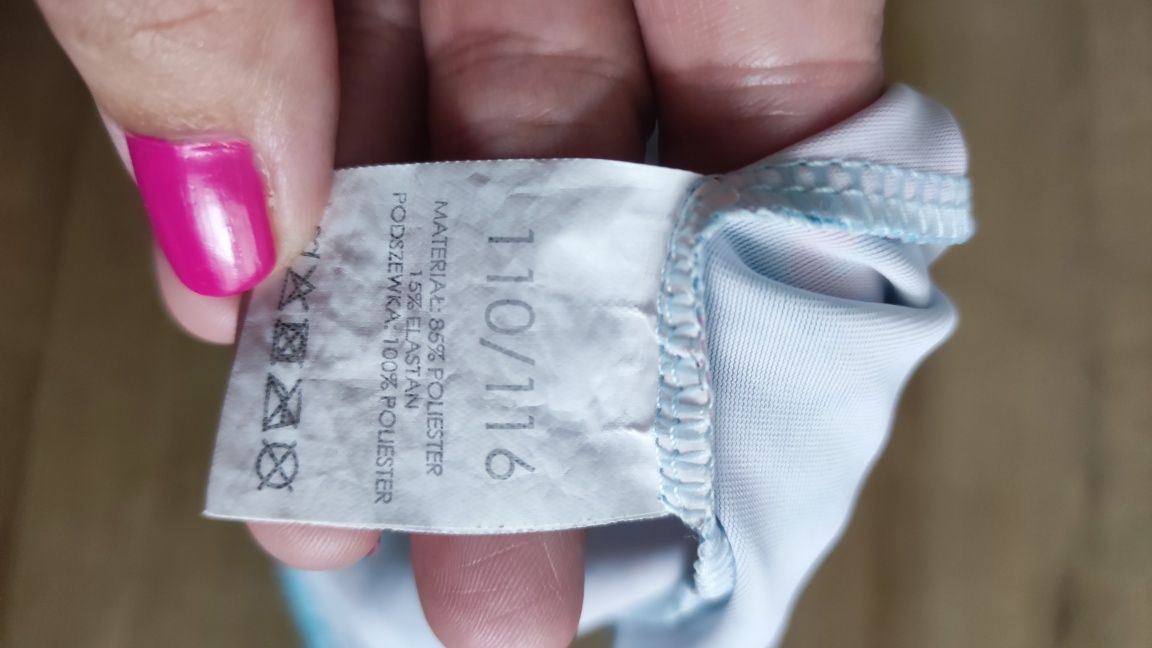 110/116
MATERIAŁ: 85% POLIESTER
15% ELASTAN
PODSZEWKA: 100% POLIESTER